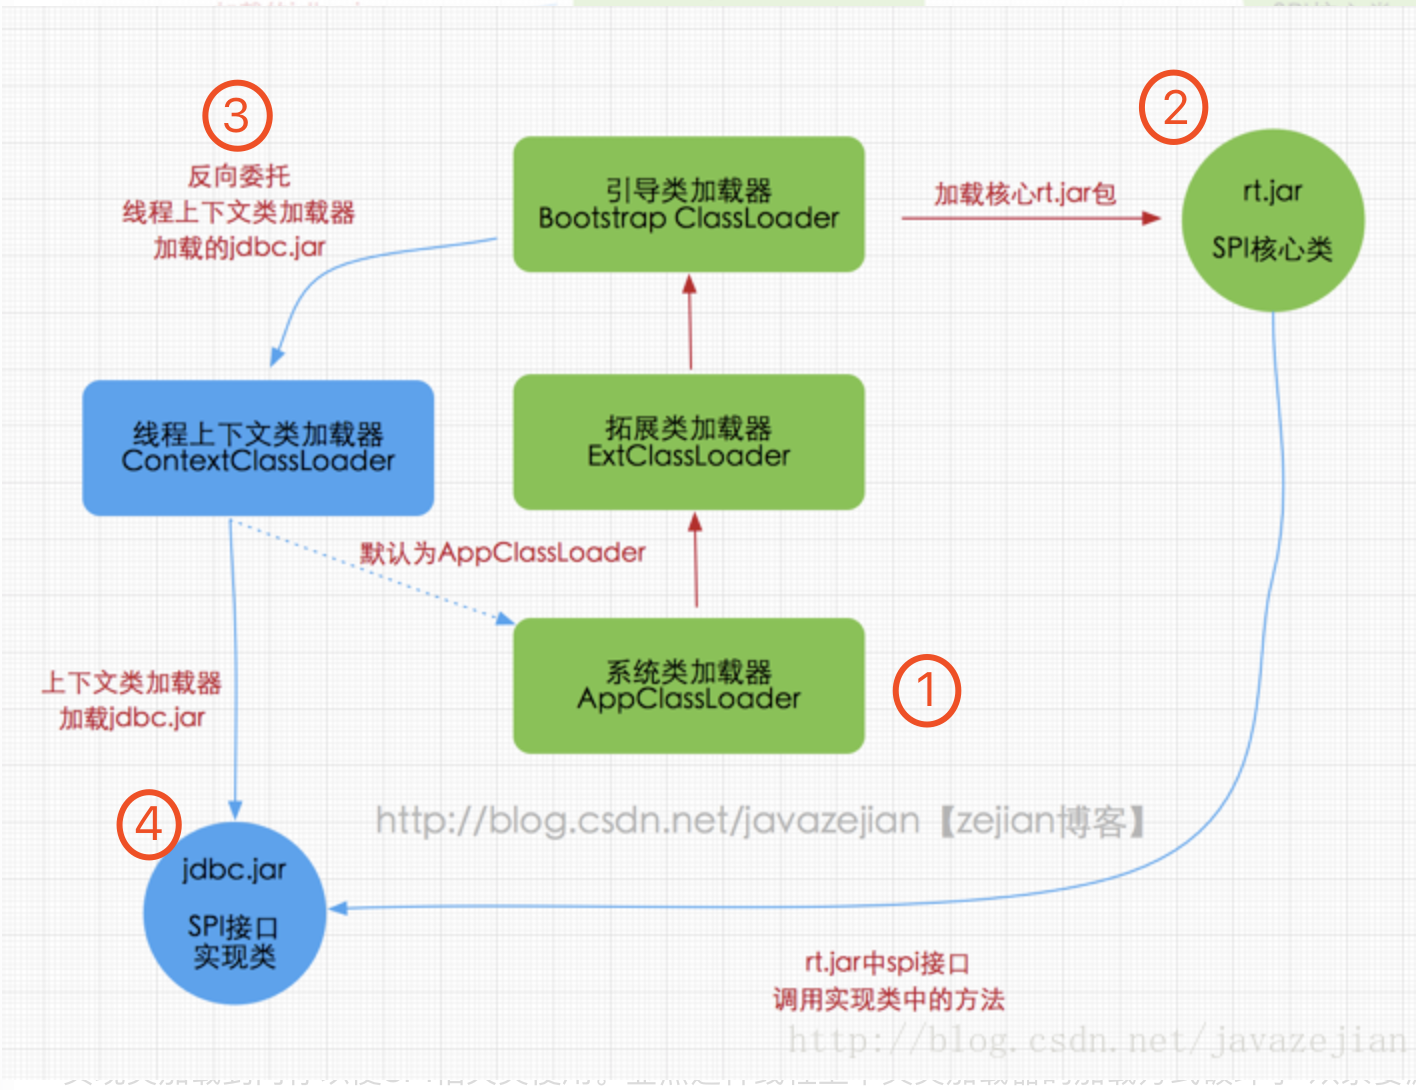 ③
反向委托
线程上下文类加载器
加载的jdbc.jar
引导类加载器
Bootstrap ClassLoader
加载核心rt.jar包
②
rt.jar
SPI核心类
线程上下文类加载器
ContextClassLoader
拓展类加载器
ExtClassLoader
默认为AppClassLoader
系统类加载器
AppClassLoader
①
上下文类加载器
加载jdbc.jar
http://blog.csdn.net/javazejian【zejian博客】
④
jdbc.jar
SPI接口
实现类
rt.jar中spi接口
调用实现类中的方法
http://blog.csdn.net/javazejian